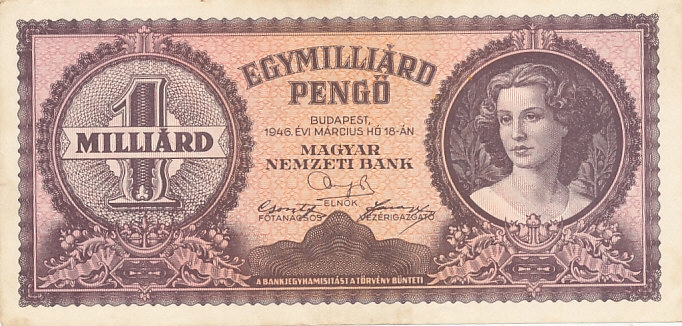 1
MILLIÁRD
EGYMILLIÁRD
PENGŐ
BUDAPEST,
1946. ÉVI MÁRCIUS HÓ 18-ÁN
MAGYAR
NEMZETI BANK
ELNÖK
FŐTANÁCSOS VEZÉRIGAZGATÓ
A BANKJEGYHAMISÍTÁST A TÖRVÉNY BÜNTETI